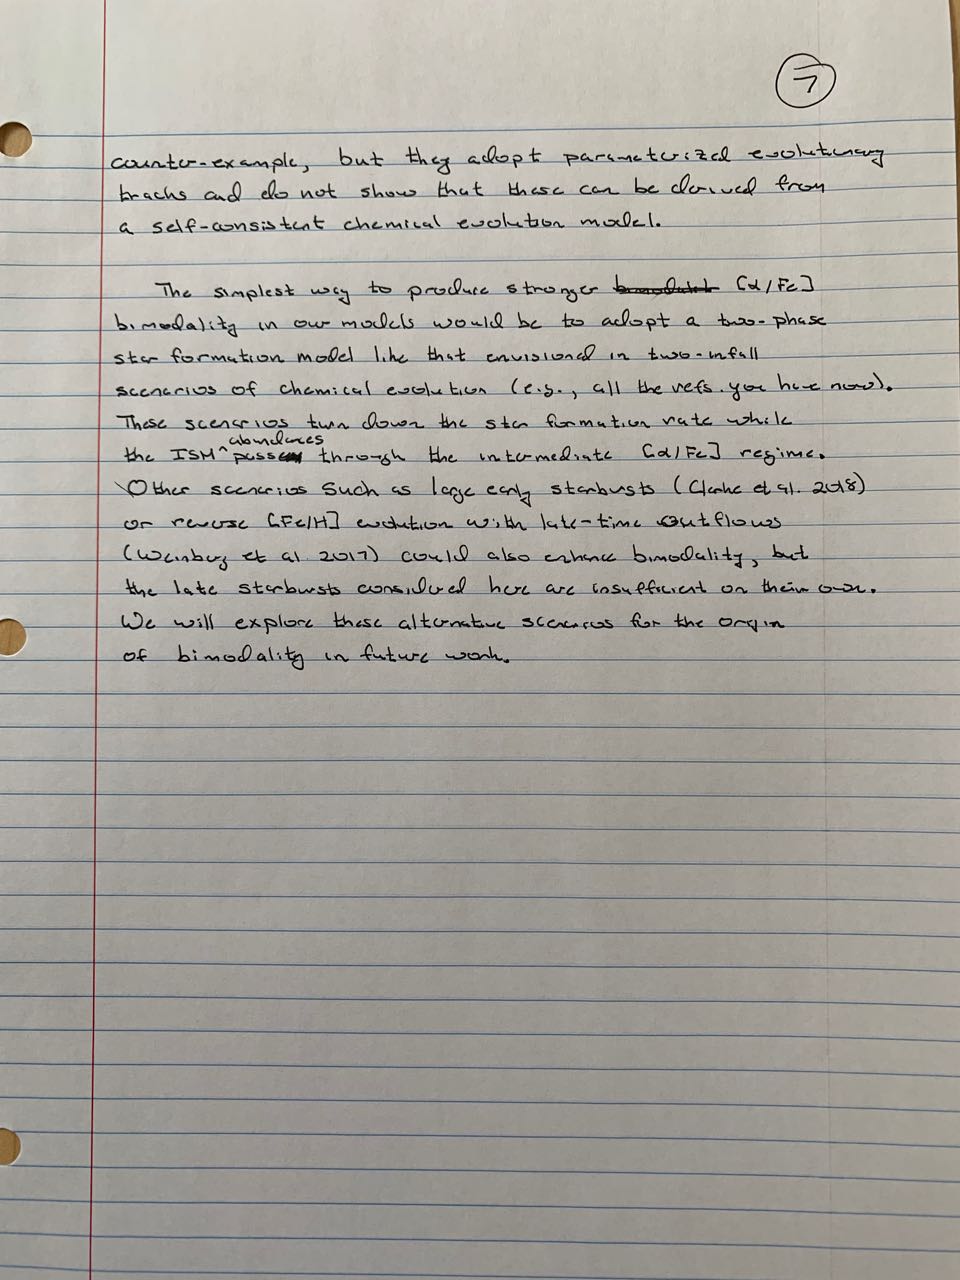 7
counter-example, but they adopt parameterized evolutionary
tracks and do not show that these can be derived from
a self-consistent chemical evolution model.
The simplest way to produce stronger [α/Fe]
bimodality in our models would be to adopt a two-phase
star formation model like that envisioned in two-infall
scenarios of chemical evolution (e.g., all the refs. you have now).
These scenarios turn down the star formation rate while
the ISM ^ abundances pass through the intermediate [α/Fe] regime.
Other scenarios such as large early starbusts (Clarke et al. 2018)
or reverse [Fe/H] evolution with late-time outflows
(Weinberg et al 2017) could also enhance bimodality, but
the late starbursts considered here are insufficient on their own.
We will explore these alternative scenarios for the origin
of bimodality in future work.